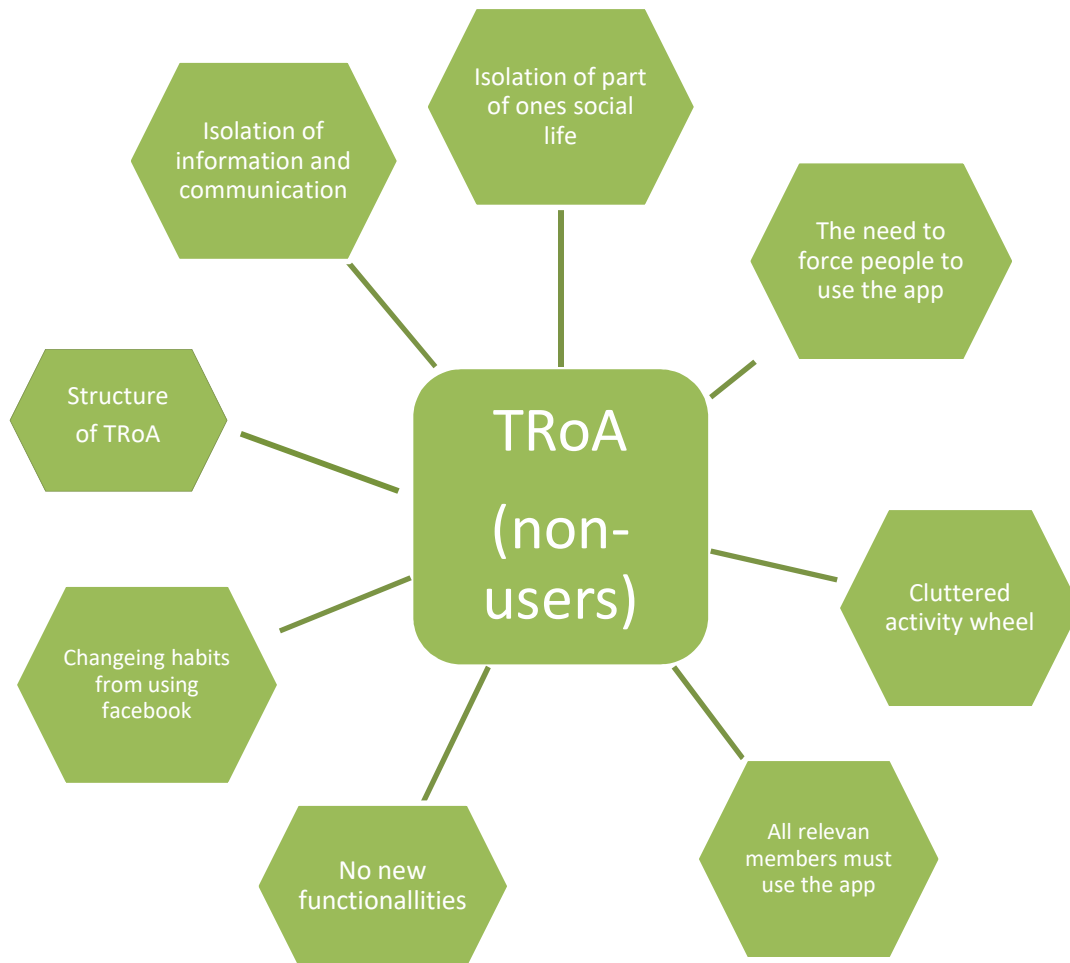 Isolation of part
of ones social
life
Isolation of
information and
communication
The need to
force people to
use the app
Structure
of TRoA
TRoA
(non-
users)
Cluttered
activity wheel
Changeing habits
from using
facebook
All relevan
members must
use the app
No new
functionallities